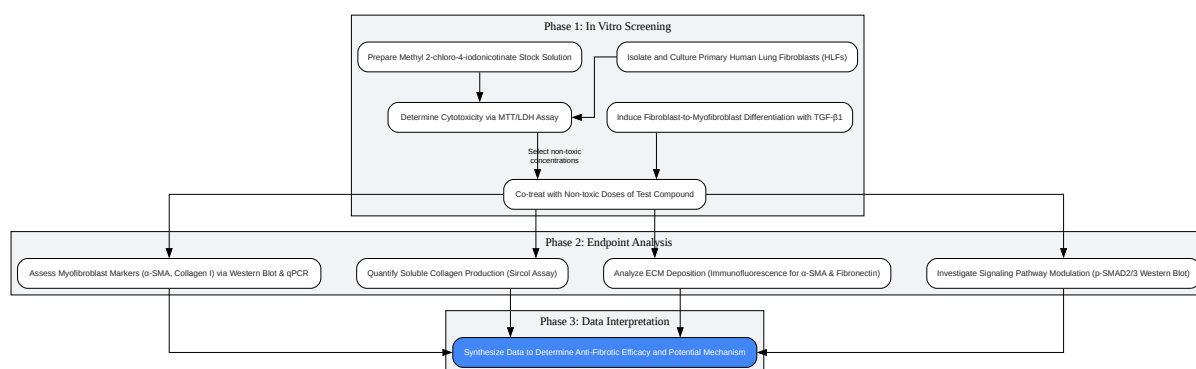 Phase 1: In Vitro Screening
Prepare Methyl 2-chloro-4-iodonicotinate Stock Solution
Isolate and Culture Primary Human Lung Fibroblasts (HLFs)
Determine Cytotoxicity via MTT/LDH Assay
Induce Fibroblast-to-Myofibroblast Differentiation with TGF-β1
Select non-toxic
concentrations
Co-treat with Non-toxic Doses of Test Compound
Phase 2: Endpoint Analysis
Assess Myofibroblast Markers (α-SMA, Collagen I) via Western Blot & qPCR
Quantify Soluble Collagen Production (Sircol Assay)
Analyze ECM Deposition (Immunofluorescence for α-SMA & Fibronectin)
Investigate Signaling Pathway Modulation (p-SMAD2/3 Western Blot)
Phase 3: Data Interpretation
Synthesize Data to Determine Anti-Fibrotic Efficacy and Potential Mechanism